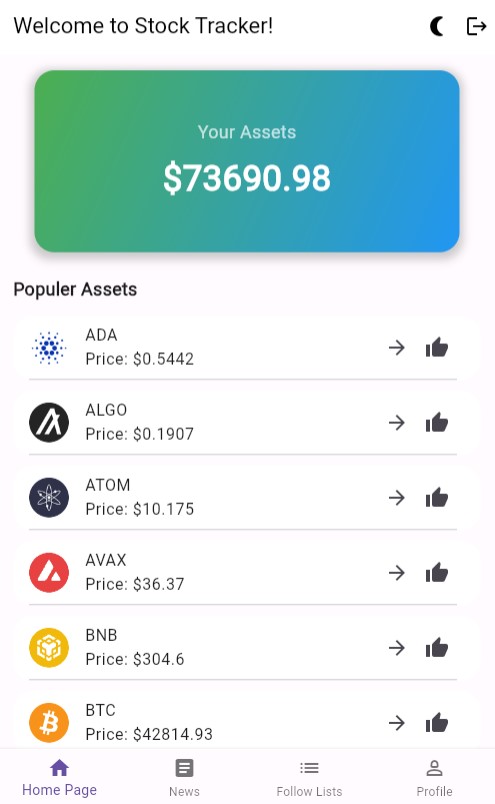 Welcome to Stock Tracker!
Your Assets
$73690.98
Populer Assets
ADA
Price: $0.5442
ALGO
Price: $0.1907
ATOM
Price: $10.175
AVAX
Price: $36.37
BNB
Price: $304.6
BTC
Price: $42814.93
Home Page
News
Follow Lists
Profile